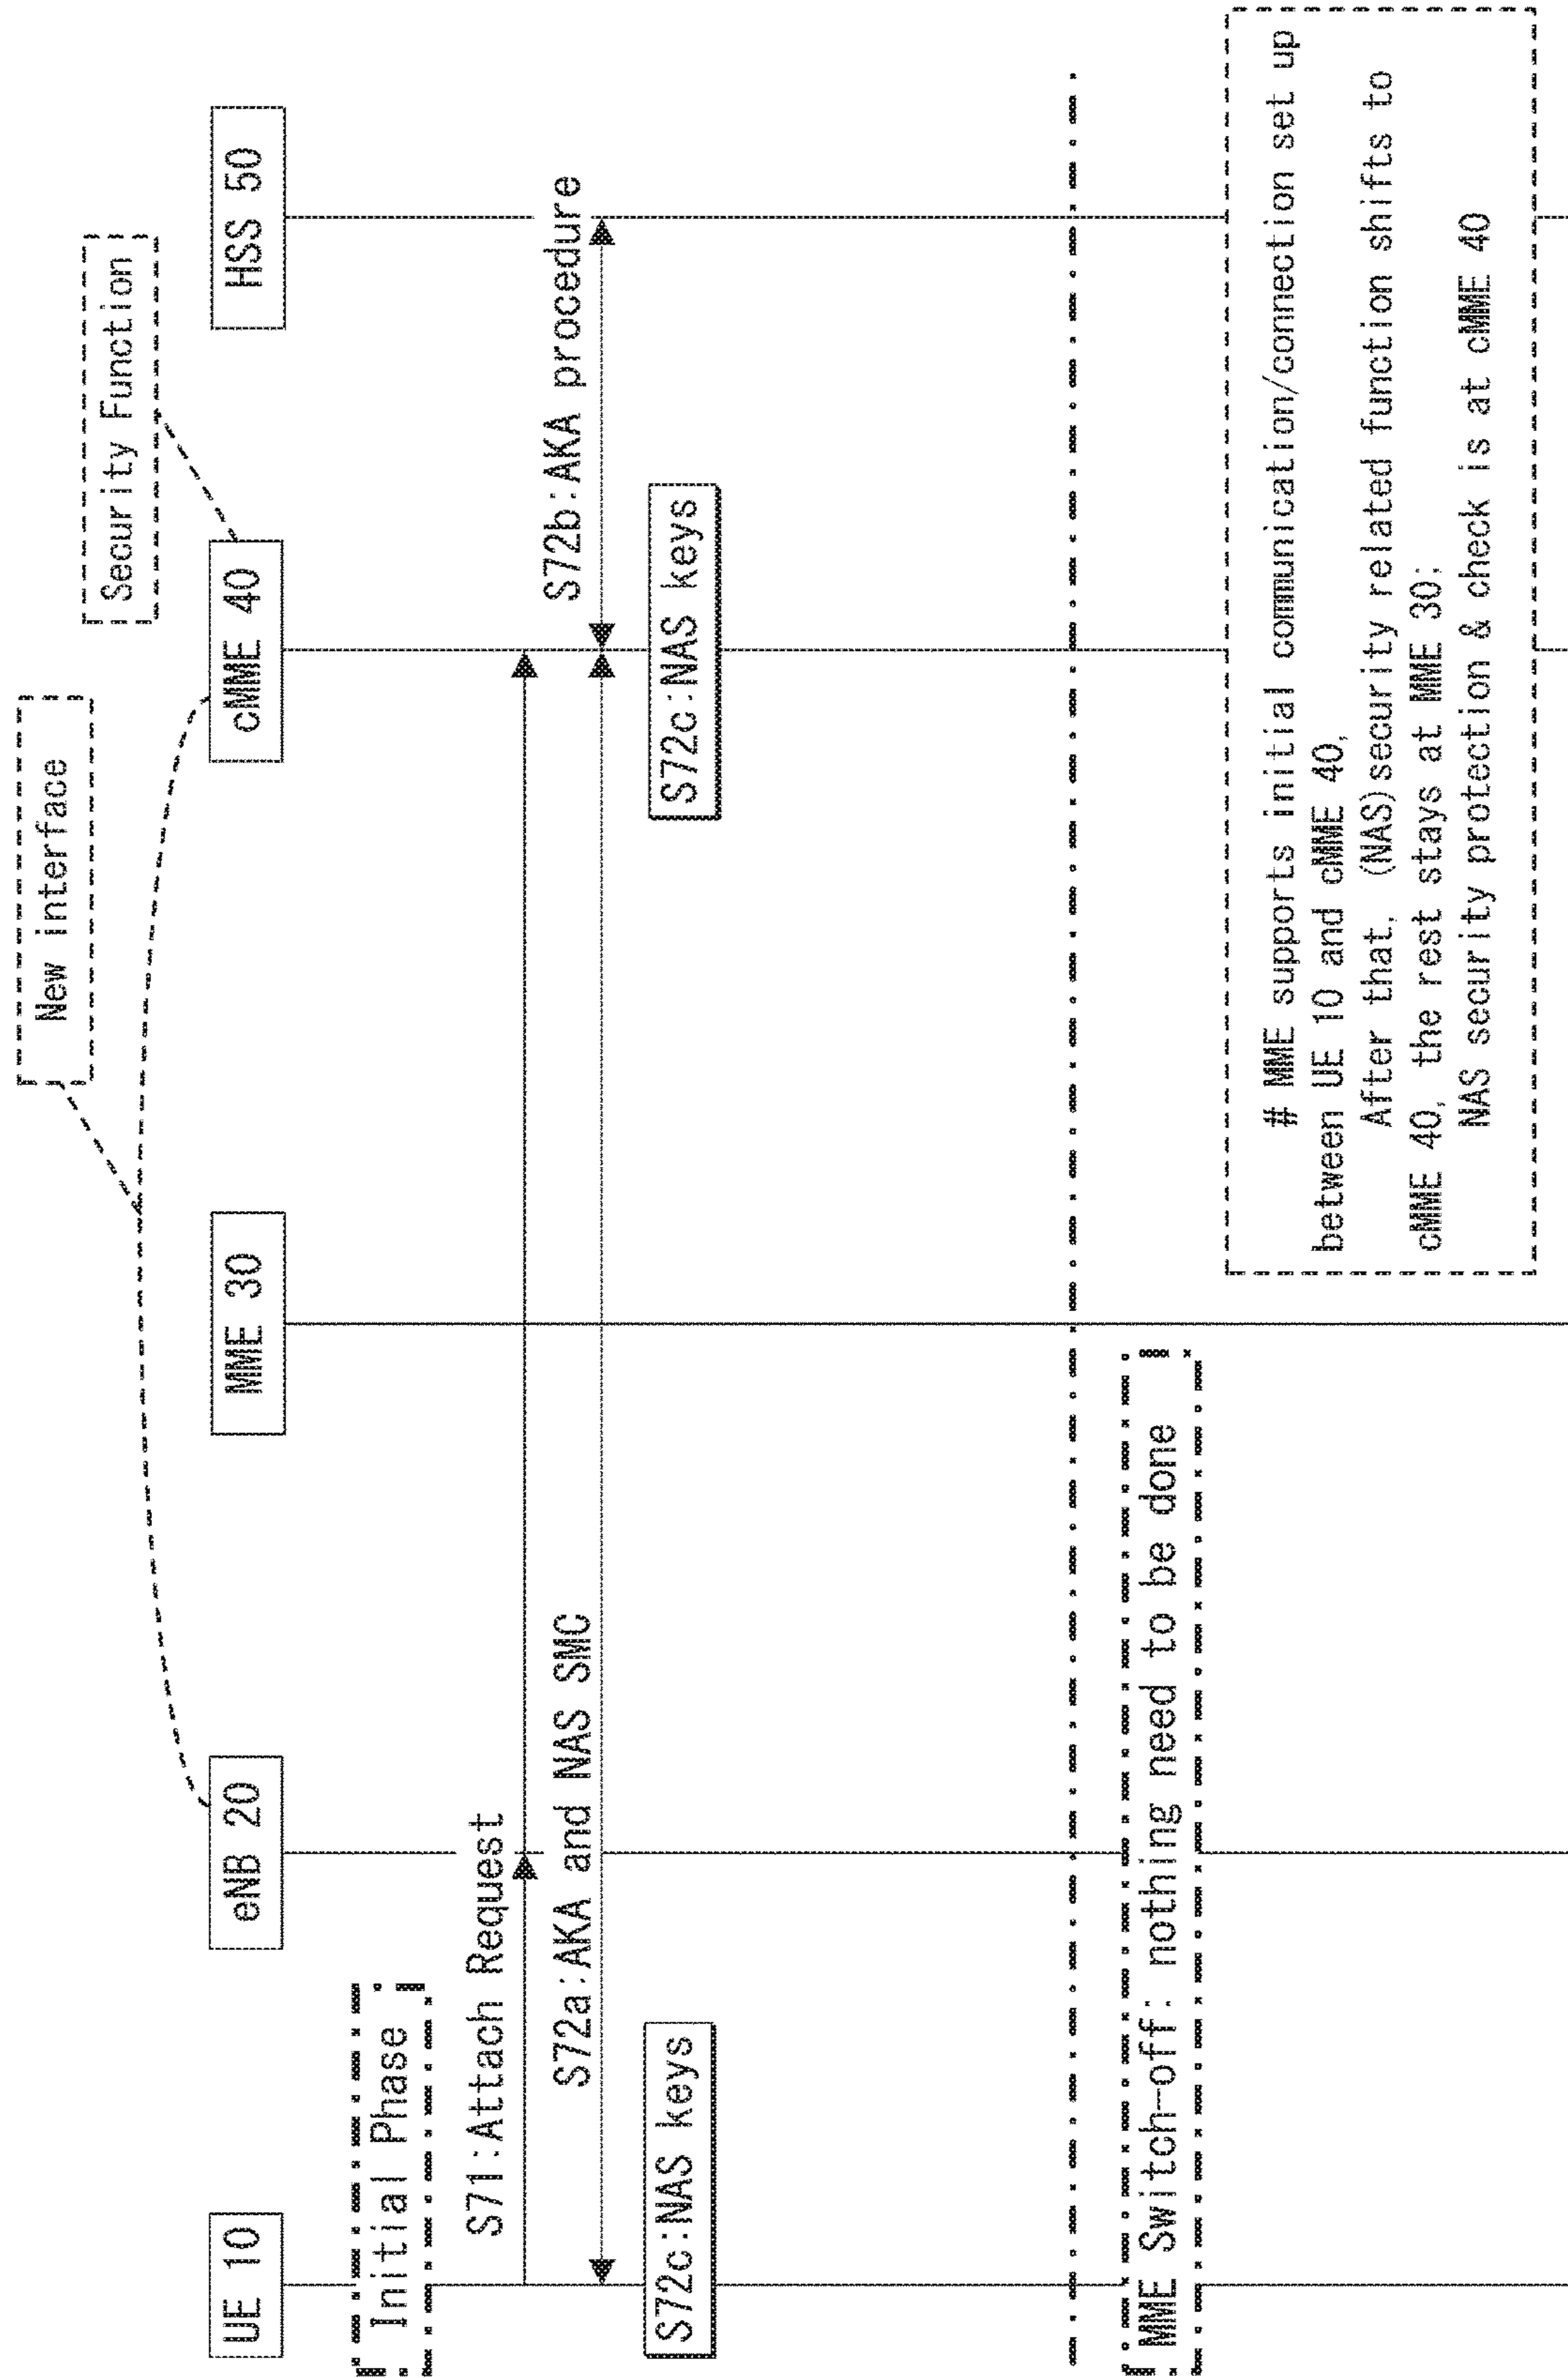 New interface
Security Function
UE 10
eNB 20
MME 30
cMME 40
HSS 50
Initial Phase
S71:Attach Request
S72a:AKA and NAS SMC
S72b:AKA procedure
S72c:NAS keys
S72c:NAS keys
MME Switch-off: nothing need to be done
# MME supports initial communication/connection set up
between UE 10 and cMME 40,
After that, (NAS)security related function shifts to
cMME 40, the rest stays at MME 30;
NAS security protection & check is at cMME 40